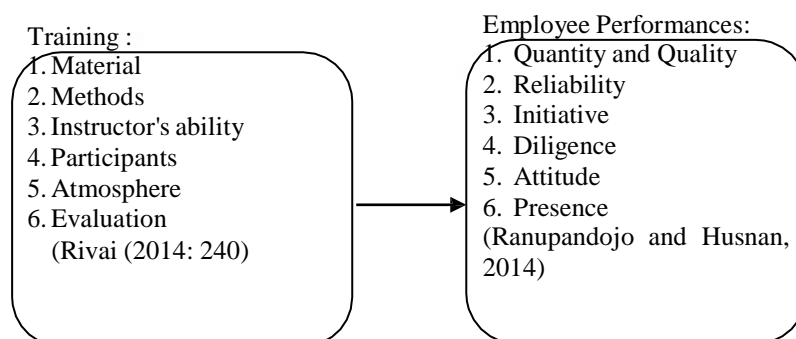 Training :
1. Material
2. Methods
3. Instructor's ability
4. Participants
5. Atmosphere
6. Evaluation
(Rivai (2014: 240)
Employee Performances:
1. Quantity and Quality
2. Reliability
3. Initiative
4. Diligence
5. Attitude
6. Presence
(Ranupandojo and Husnan,
2014)